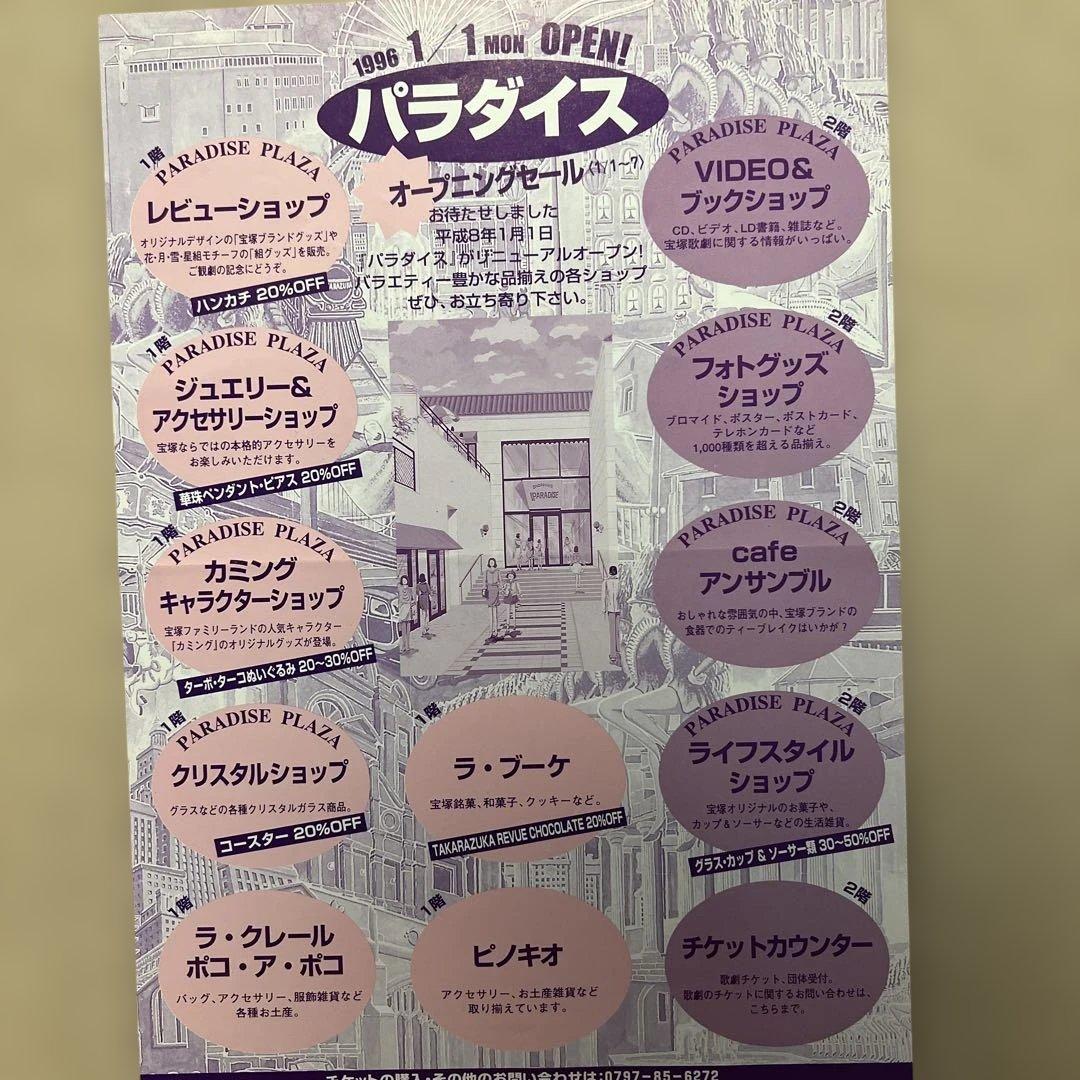 1996 1/1 MON OPEN!
パラダイス
オープニングセール〈1/1〜7〉
お待たせしました
平成8年1月1日
『パラダイス』がリニューアルオープン!
バラエティー豊かな品揃えの各ショップ
ぜひ、お立ち寄り下さい。
PARADISE
1階
PARADISE PLAZA
レビューショップ
オリジナルデザインの「宝塚ブランドグッズ」や
花・月・雪・星組モチーフの「組グッズ」を販売。
ご観劇の記念にどうぞ。
ハンカチ 20%OFF
1階
PARADISE PLAZA
ジュエリー&
アクセサリーショップ
宝塚ならではの本格的アクセサリーを
お楽しみいただけます。
華珠ペンダント・ピアス 20%OFF
1階
PARADISE PLAZA
カミング
キャラクターショップ
宝塚ファミリーランドの人気キャラクター
「カミング」のオリジナルグッズが登場。
ターボ・ターコぬいぐるみ 20〜30%OFF
1階
PARADISE PLAZA
クリスタルショップ
グラスなどの各種クリスタルガラス商品。
コースター 20%OFF
1階
ラ・クレール
ポコ・ア・ポコ
バッグ、アクセサリー、服飾雑貨など
各種お土産。
1階
ラ・ブーケ
宝塚銘菓、和菓子、クッキーなど。
TAKARAZUKA REVUE CHOCOLATE 20%OFF
1階
ピノキオ
アクセサリー、お土産雑貨など
取り揃えています。
2階
PARADISE PLAZA
VIDEO&
ブックショップ
CD、ビデオ、LD書籍、雑誌など。
宝塚歌劇に関する情報がいっぱい。
2階
PARADISE PLAZA
フォトグッズ
ショップ
ブロマイド、ポスター、ポストカード、
テレホンカードなど
1,000種類を超える品揃え。
2階
PARADISE PLAZA
cafe
アンサンブル
おしゃれな雰囲気の中、宝塚ブランドの
食器でのティーブレイクはいかが?
2階
PARADISE PLAZA
ライフスタイル
ショップ
宝塚オリジナルのお菓子や、
カップ&ソーサーなどの生活雑貨。
グラス・カップ & ソーサー類 30〜50%OFF
2階
チケットカウンター
歌劇チケット、団体受付。
歌劇のチケットに関するお問い合わせは、
こちらまで。
チケットの購入・その他のお問い合わせは:0797-85-6272